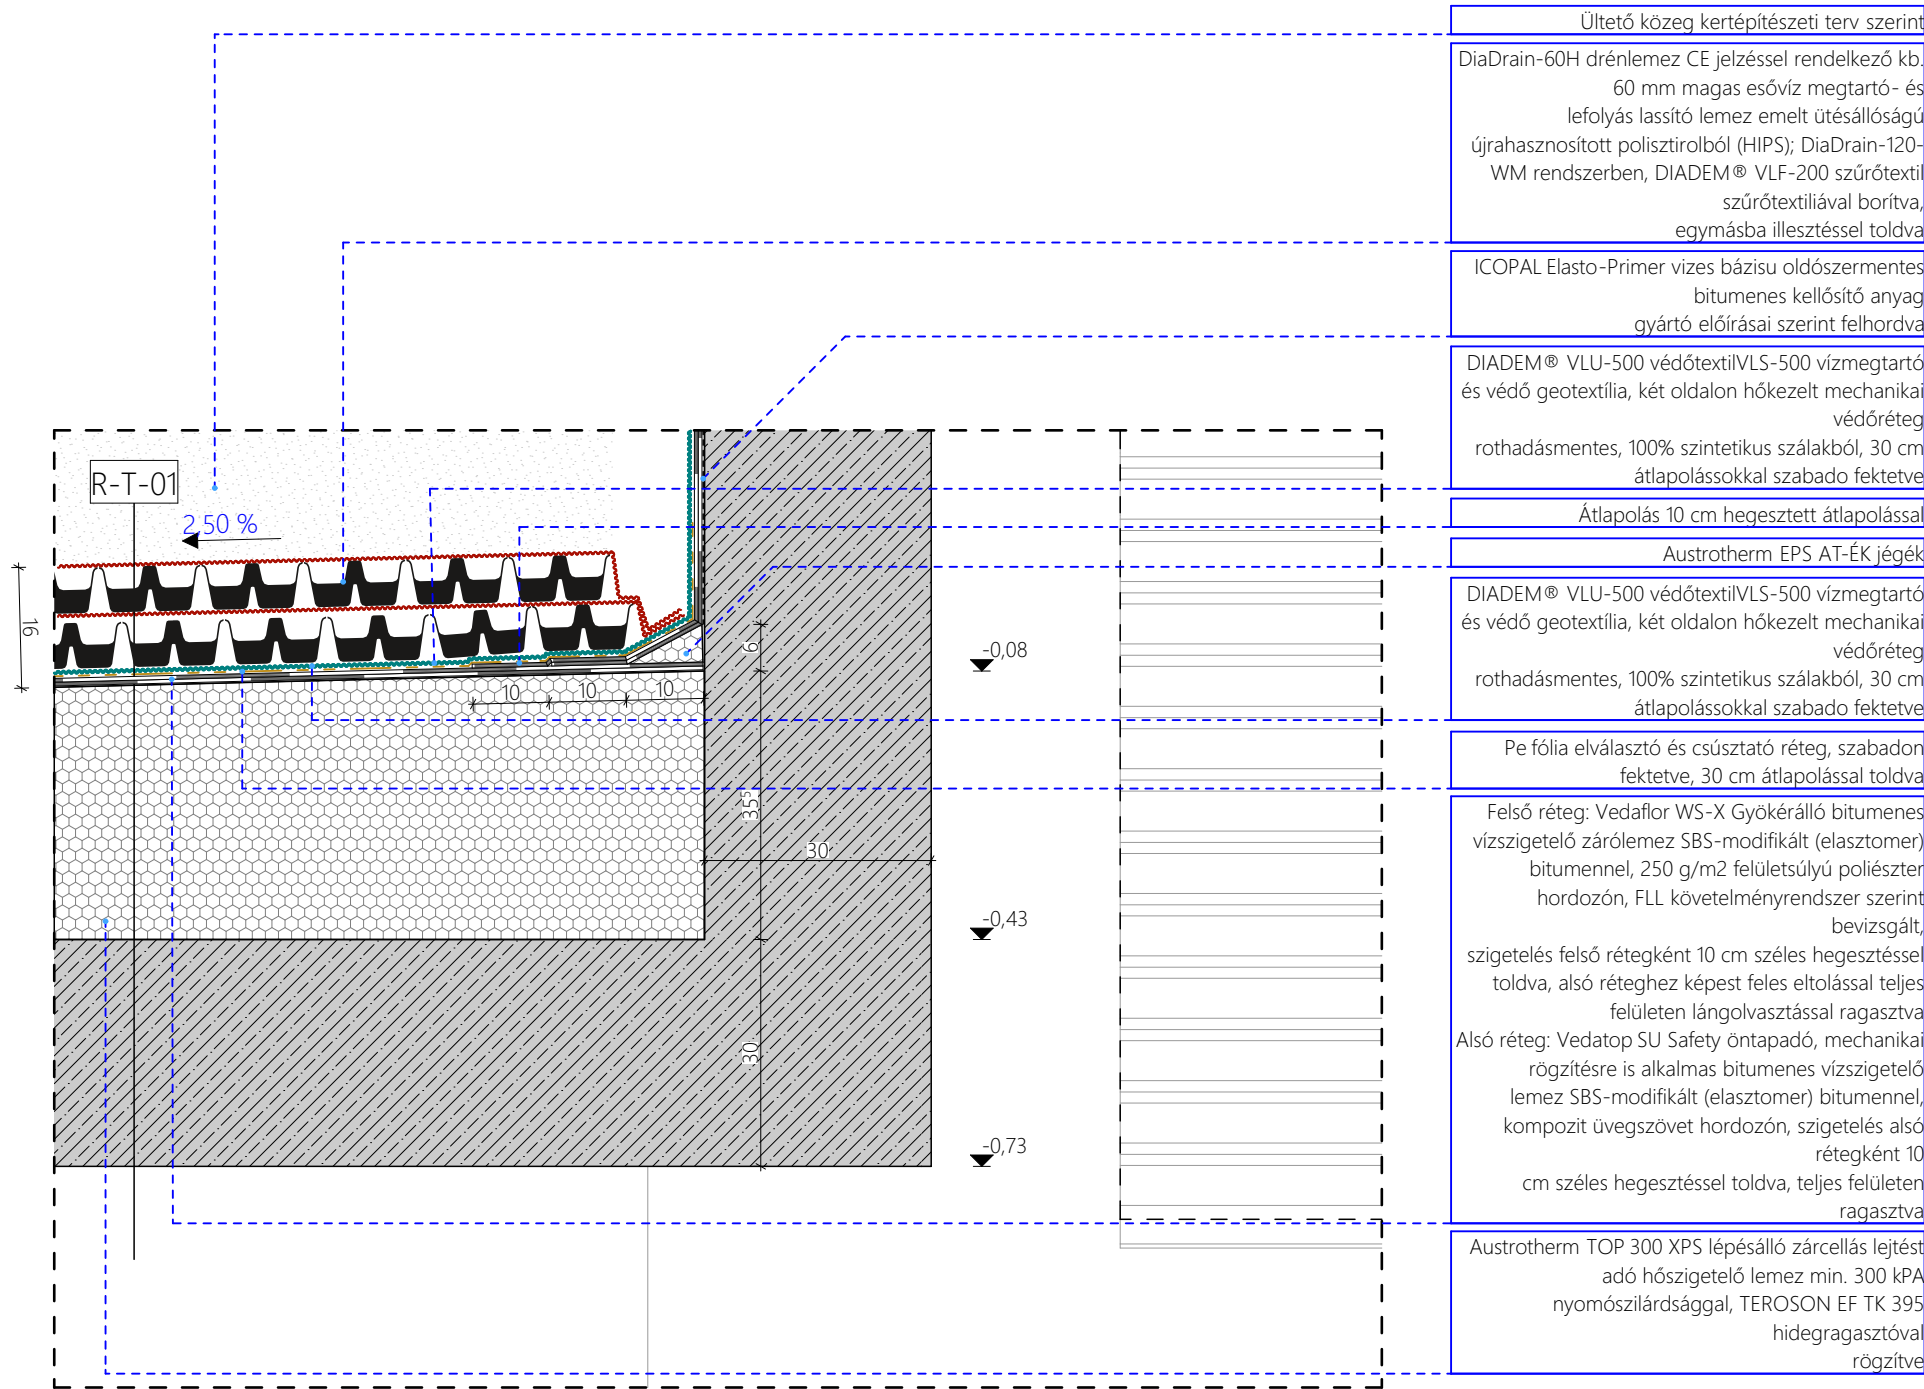 Ültető közeg kertépítészeti terv szerint
DiaDrain-60H drénlemez CE jelzéssel rendelkező kb.
60 mm magas esővíz megtartó- és
lefolyás lassító lemez emelt ütésállóságú
újrahasznosított polisztirolból (HIPS); DiaDrain-120-
WM rendszerben, DIADEM® VLF-200 szűrőtextil
szűrőtextiliával borítva,
egymásba illesztéssel toldva
ICOPAL Elasto-Primer vizes bázisu oldószermentes
bitumenes kellősítő anyag
gyártó előírásai szerint felhordva
DIADEM® VLU-500 védőtextilVLS-500 vízmegtartó
és védő geotextília, két oldalon hőkezelt mechanikai
védőréteg
rothadásmentes, 100% szintetikus szálakból, 30 cm
átlapolássokkal szabado fektetve
Átlapolás 10 cm hegesztett átlapolással
Austrotherm EPS AT-ÉK jégék
DIADEM® VLU-500 védőtextilVLS-500 vízmegtartó
és védő geotextília, két oldalon hőkezelt mechanikai
védőréteg
rothadásmentes, 100% szintetikus szálakból, 30 cm
átlapolássokkal szabado fektetve
Pe fólia elválasztó és csúsztató réteg, szabadon
fektetve, 30 cm átlapolással toldva
Felső réteg: Vedaflor WS-X Gyökérálló bitumenes
vízszigetelő zárólemez SBS-modifikált (elasztomer)
bitumennel, 250 g/m2 felületsúlyú poliészter
hordozón, FLL követelményrendszer szerint
bevizsgált,
szigetelés felső rétegként 10 cm széles hegesztéssel
toldva, alsó réteghez képest feles eltolással teljes
felületen lángolvasztással ragasztva
Alsó réteg: Vedatop SU Safety öntapadó, mechanikai
rögzítésre is alkalmas bitumenes vízszigetelő
lemez SBS-modifikált (elasztomer) bitumennel,
kompozit üvegszövet hordozón, szigetelés alsó
rétegként 10
cm széles hegesztéssel toldva, teljes felületen
ragasztva
Austrotherm TOP 300 XPS lépésálló zárcellás lejtést
adó hőszigetelő lemez min. 300 kPA
nyomószilárdsággal, TEROSON EF TK 395
hidegragasztóval
rögzítve
R-T-01
2,50 %
16
6
10 10 10
35⁵
30
30
-0,08
-0,43
-0,73